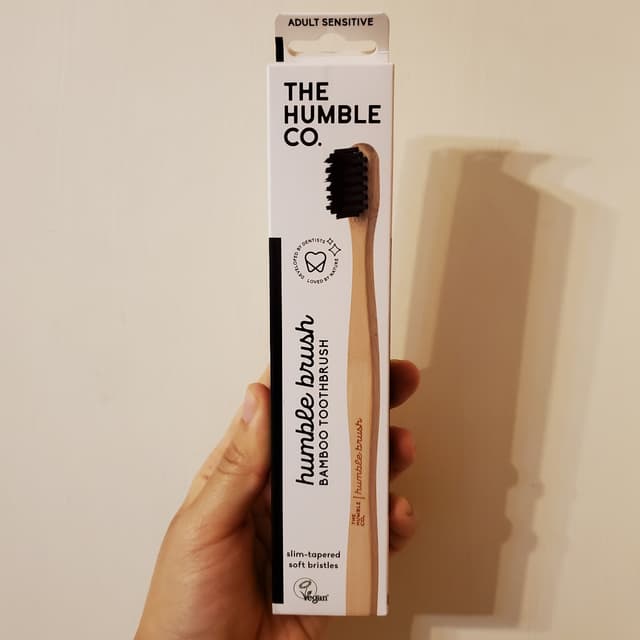 ADULT SENSITIVE
THE
HUMBLE
CO.
DEVELOPED BY DENTISTS
LOVED BY NATURE
humble brush
BAMBOO TOOTHBRUSH
THE
HUMBLE
CO.
humble brush
slim-tapered
soft bristles
vegan